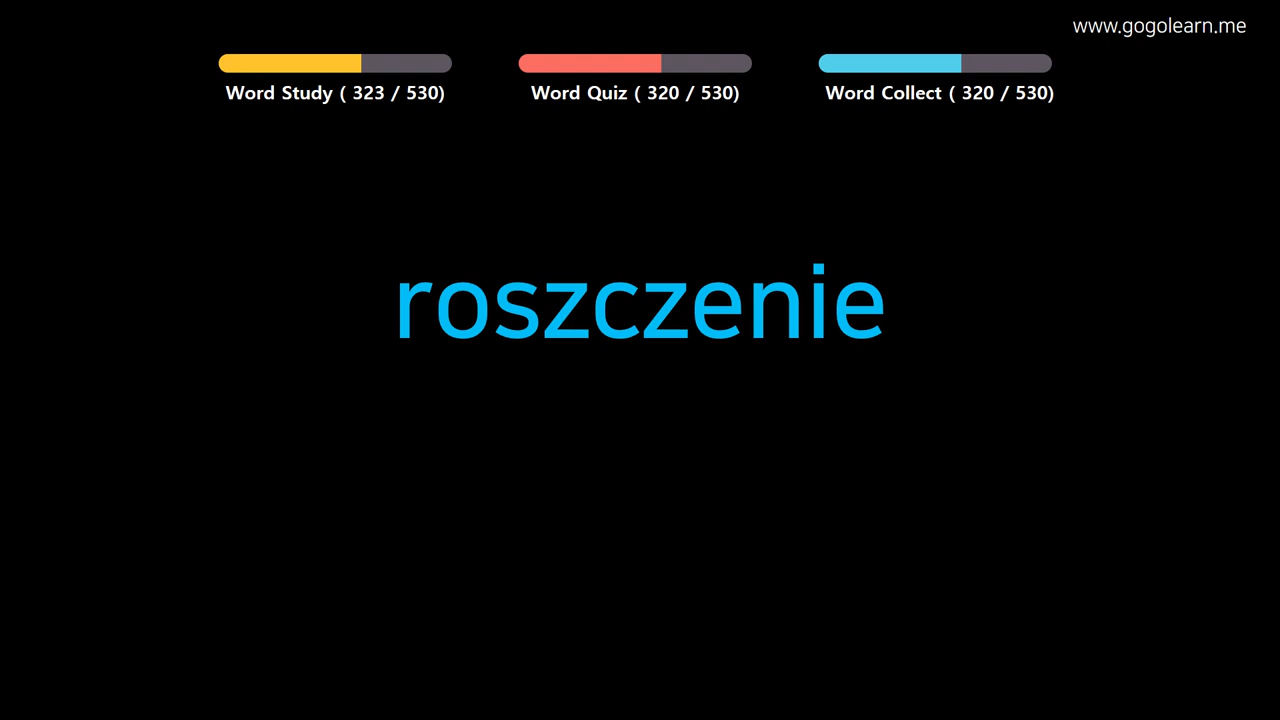 www.gogolearn.me
Word Study ( 323 / 530)
Word Quiz ( 320 / 530)
Word Collect ( 320 / 530)
roszczenie